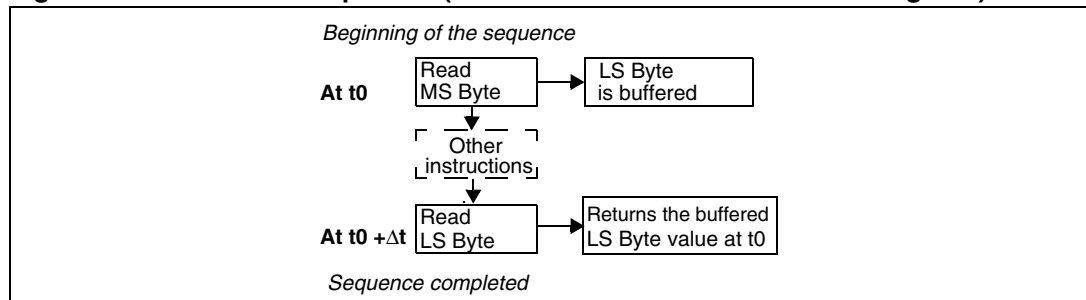 Beginning of the sequence
At t0
Read
MS Byte
LS Byte
is buffered
Other
instructions
At t0 +Δt
Read
LS Byte
Returns the buffered
LS Byte value at t0
Sequence completed